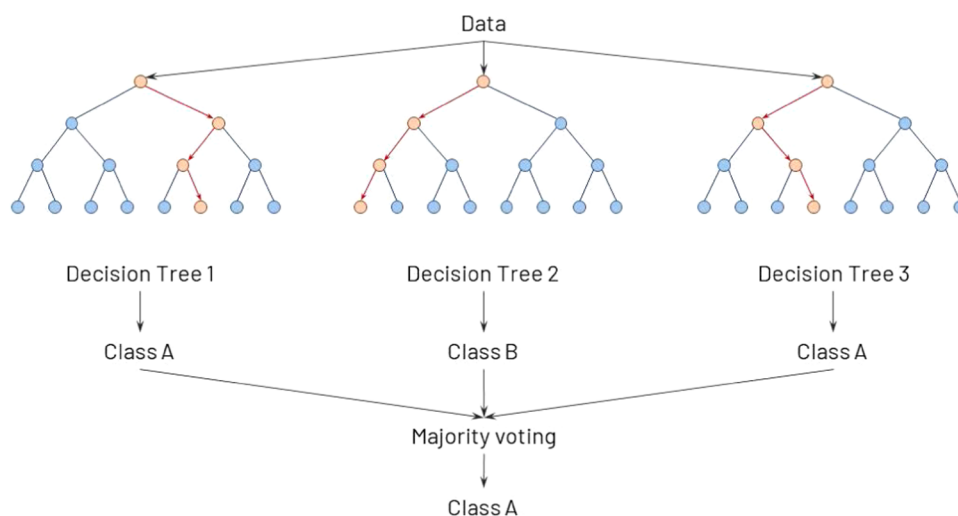 Data
Decision Tree 1
Decision Tree 2
Decision Tree 3
Class A
Class B
Class A
Majority voting
Class A